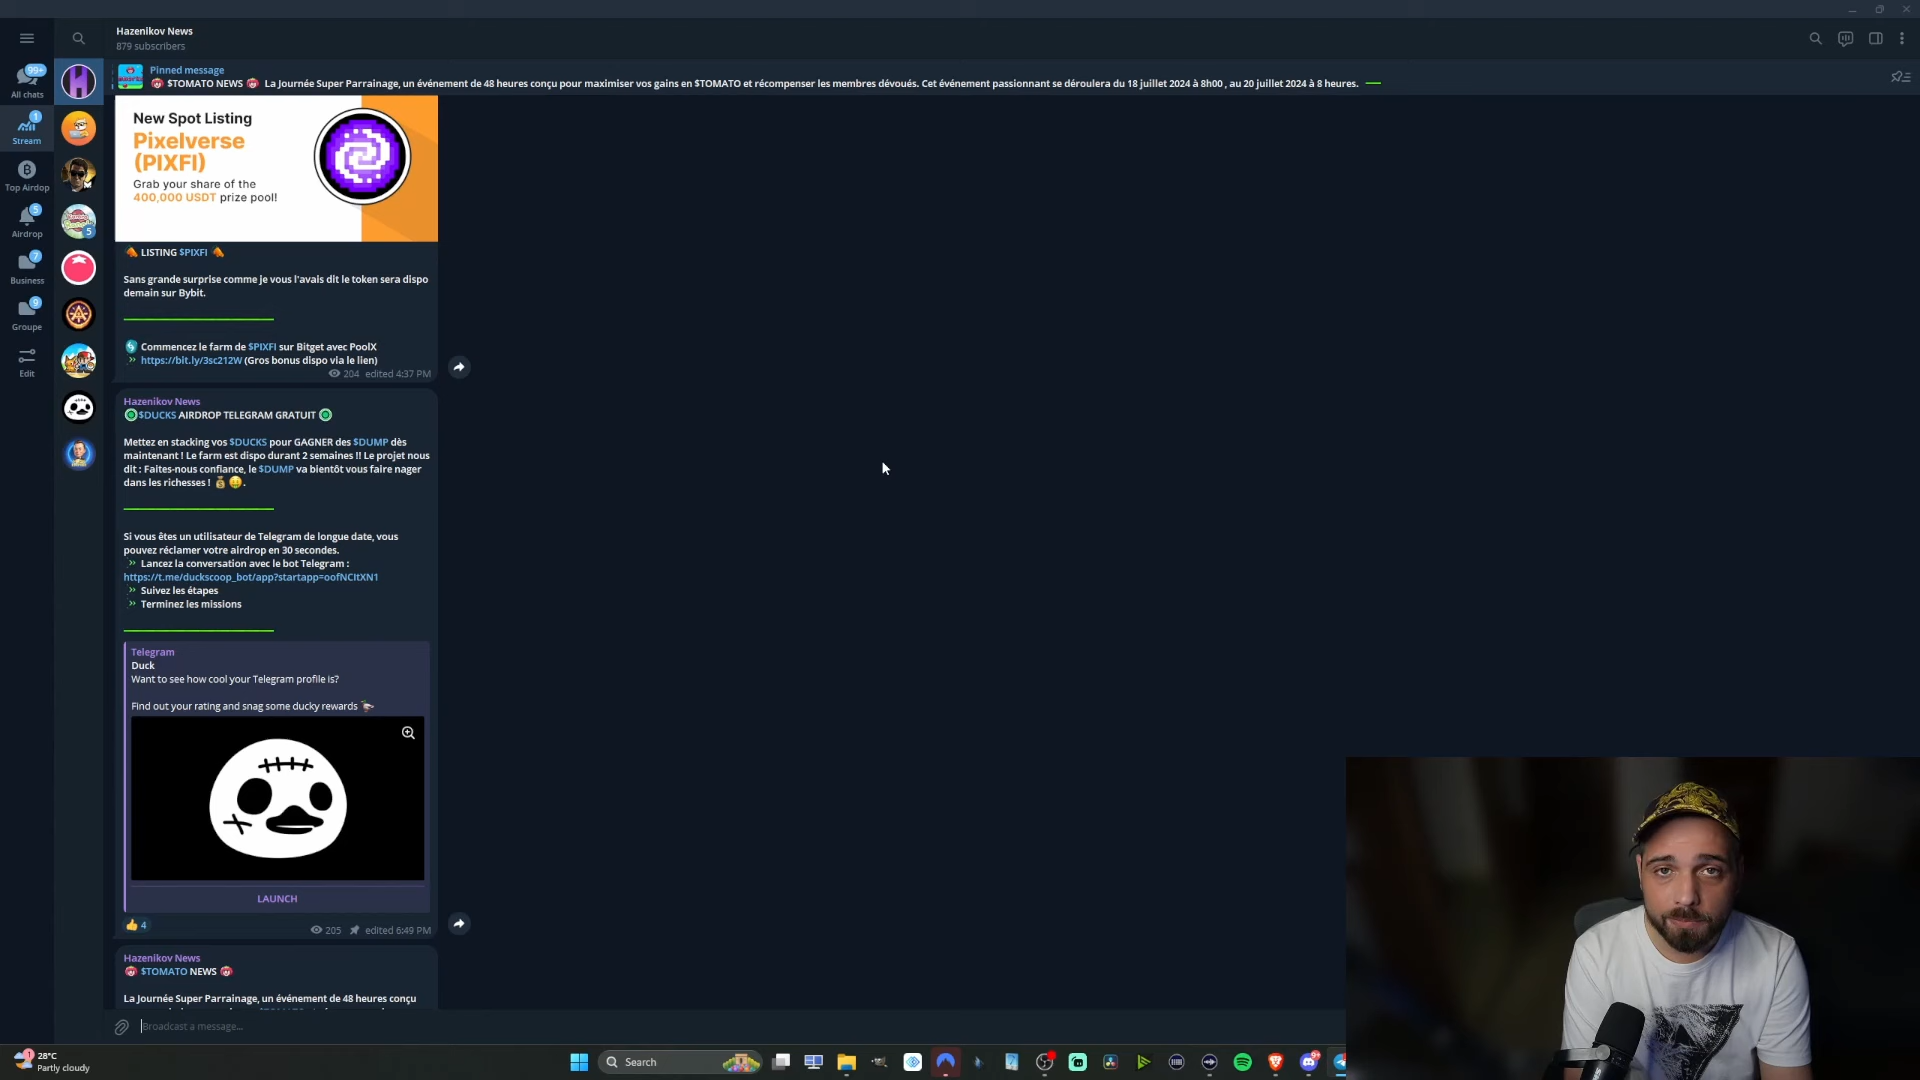 Hazenikov News
879 subscribers
99+
All chats
1
Stream
Top Airdop
5
Airdrop
7
Business
9
Groupe
Edit
5
Pinned message
$TOMATO NEWS La Journée Super Parrainage, un événement de 48 heures conçu pour maximiser vos gains en $TOMATO et récompenser les membres dévoués. Cet événement passionnant se déroulera du 18 juillet 2024 à 8h00 , au 20 juillet 2024 à 8 heures.
New Spot Listing
Pixelverse
(PIXFI)
Grab your share of the
400,000 USDT prize pool!
LISTING $PIXFI
Sans grande surprise comme je vous l'avais dit le token sera dispo
demain sur Bybit.
Commencez le farm de $PIXFI sur Bitget avec PoolX
https://bit.ly/3sc212W (Gros bonus dispo via le lien)
204 edited 4:37 PM
Hazenikov News
$DUCKS AIRDROP TELEGRAM GRATUIT
Mettez en stacking vos $DUCKS pour GAGNER des $DUMP dès
maintenant ! Le farm est dispo durant 2 semaines !! Le projet nous
dit : Faites-nous confiance, le $DUMP va bientôt vous faire nager
dans les richesses ! .
Si vous êtes un utilisateur de Telegram de longue date, vous
pouvez réclamer votre airdrop en 30 secondes.
Lancez la conversation avec le bot Telegram :
https://t.me/duckscoop_bot/app?startapp=oofNCItXN1
Suivez les étapes
Terminez les missions
Telegram
Duck
Want to see how cool your Telegram profile is?
Find out your rating and snag some ducky rewards
LAUNCH
4
205 edited 6:49 PM
Hazenikov News
$TOMATO NEWS
La Journée Super Parrainage, un événement de 48 heures conçu
Broadcast a message...
1
28°C
Partly cloudy
Search